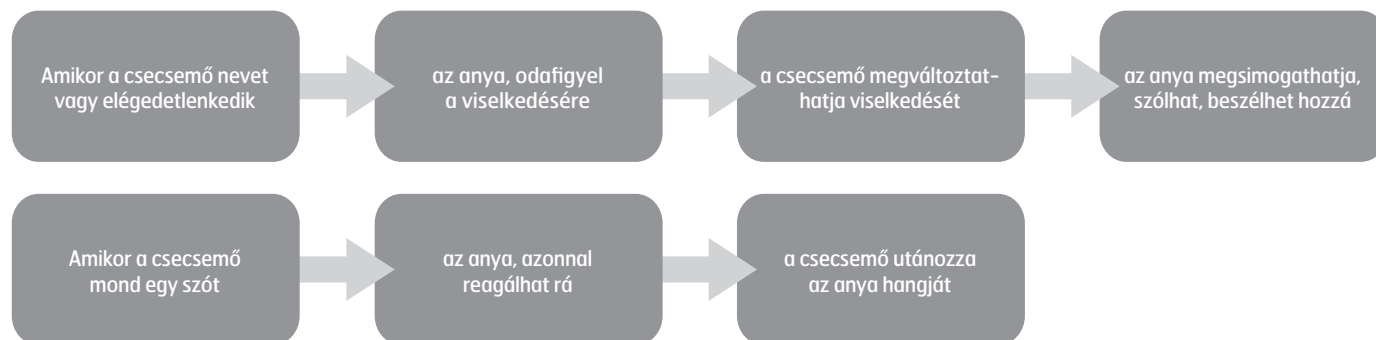 Amikor a csecsemő nevet
vagy elégedetlenkedik
az anya, odafigyel
a viselkedésére
a csecsemő megváltoztat-
hatja viselkedését
az anya megsimogathatja,
szólhat, beszélhet hozzá
Amikor a csecsemő
mond egy szót
az anya, azonnal
reagálhat rá
a csecsemő utánozza
az anya hangját